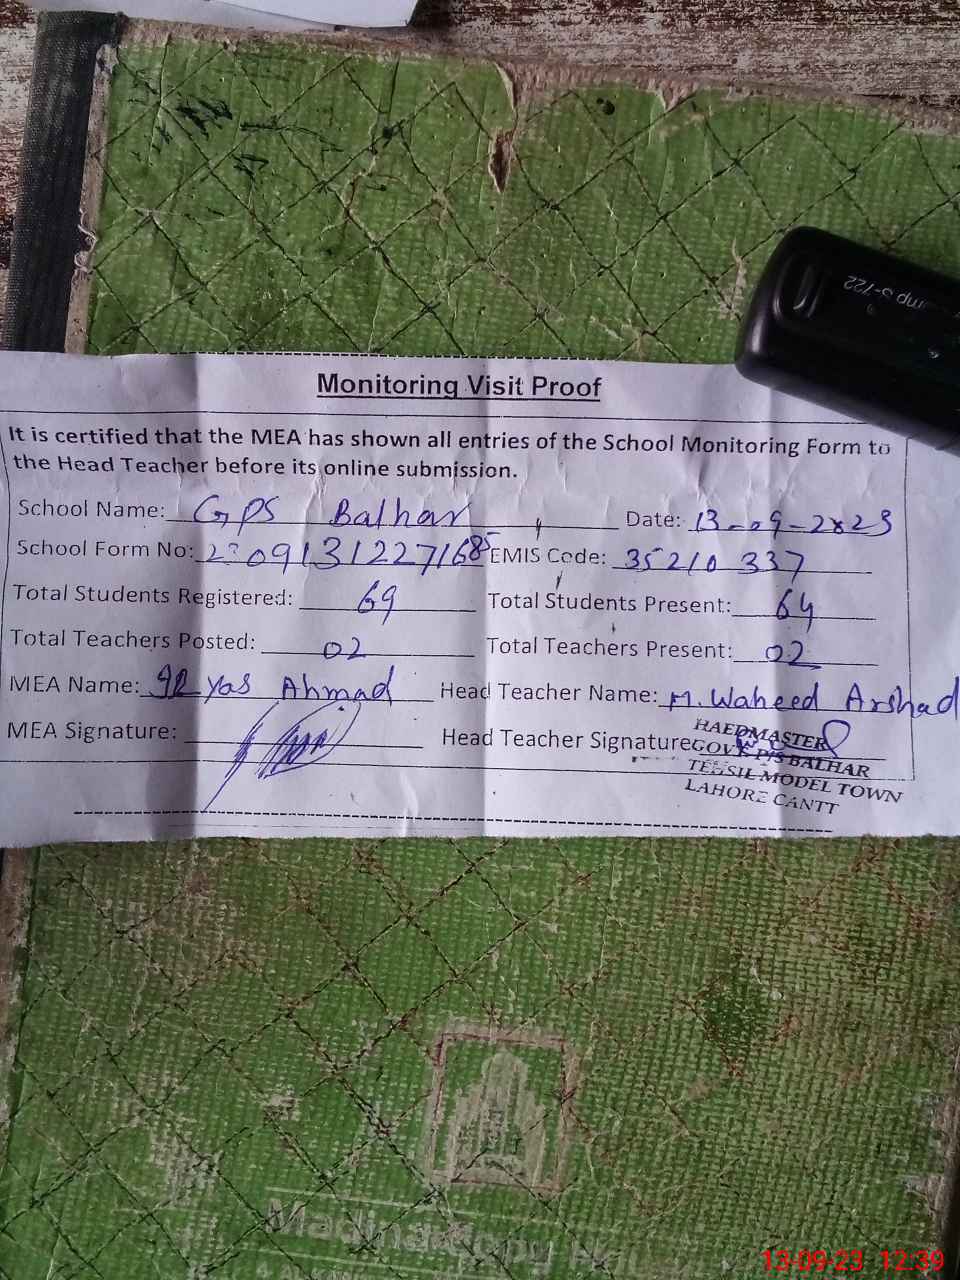 mp S-722
Monitoring Visit Proof
It is certified that the MEA has shown all entries of the School Monitoring Form to
the Head Teacher before its online submission.
School Name: GPS Balhar Date: 13-09-2023
School Form No: EMIS Code: 35210 337
Total Students Registered: 69 Total Students Present: 64
Total Teachers Posted: 02 Total Teachers Present: 02
MEA Name: Ahmad Head Teacher Name: M. Waheed Arshad
MEA Signature: Head Teacher Signature
HAEDMASTER
GOVT P/S BALHAR
TEHSIL MODEL TOWN
LAHORE CANTT
Madina Copy
13-09-23 12:39